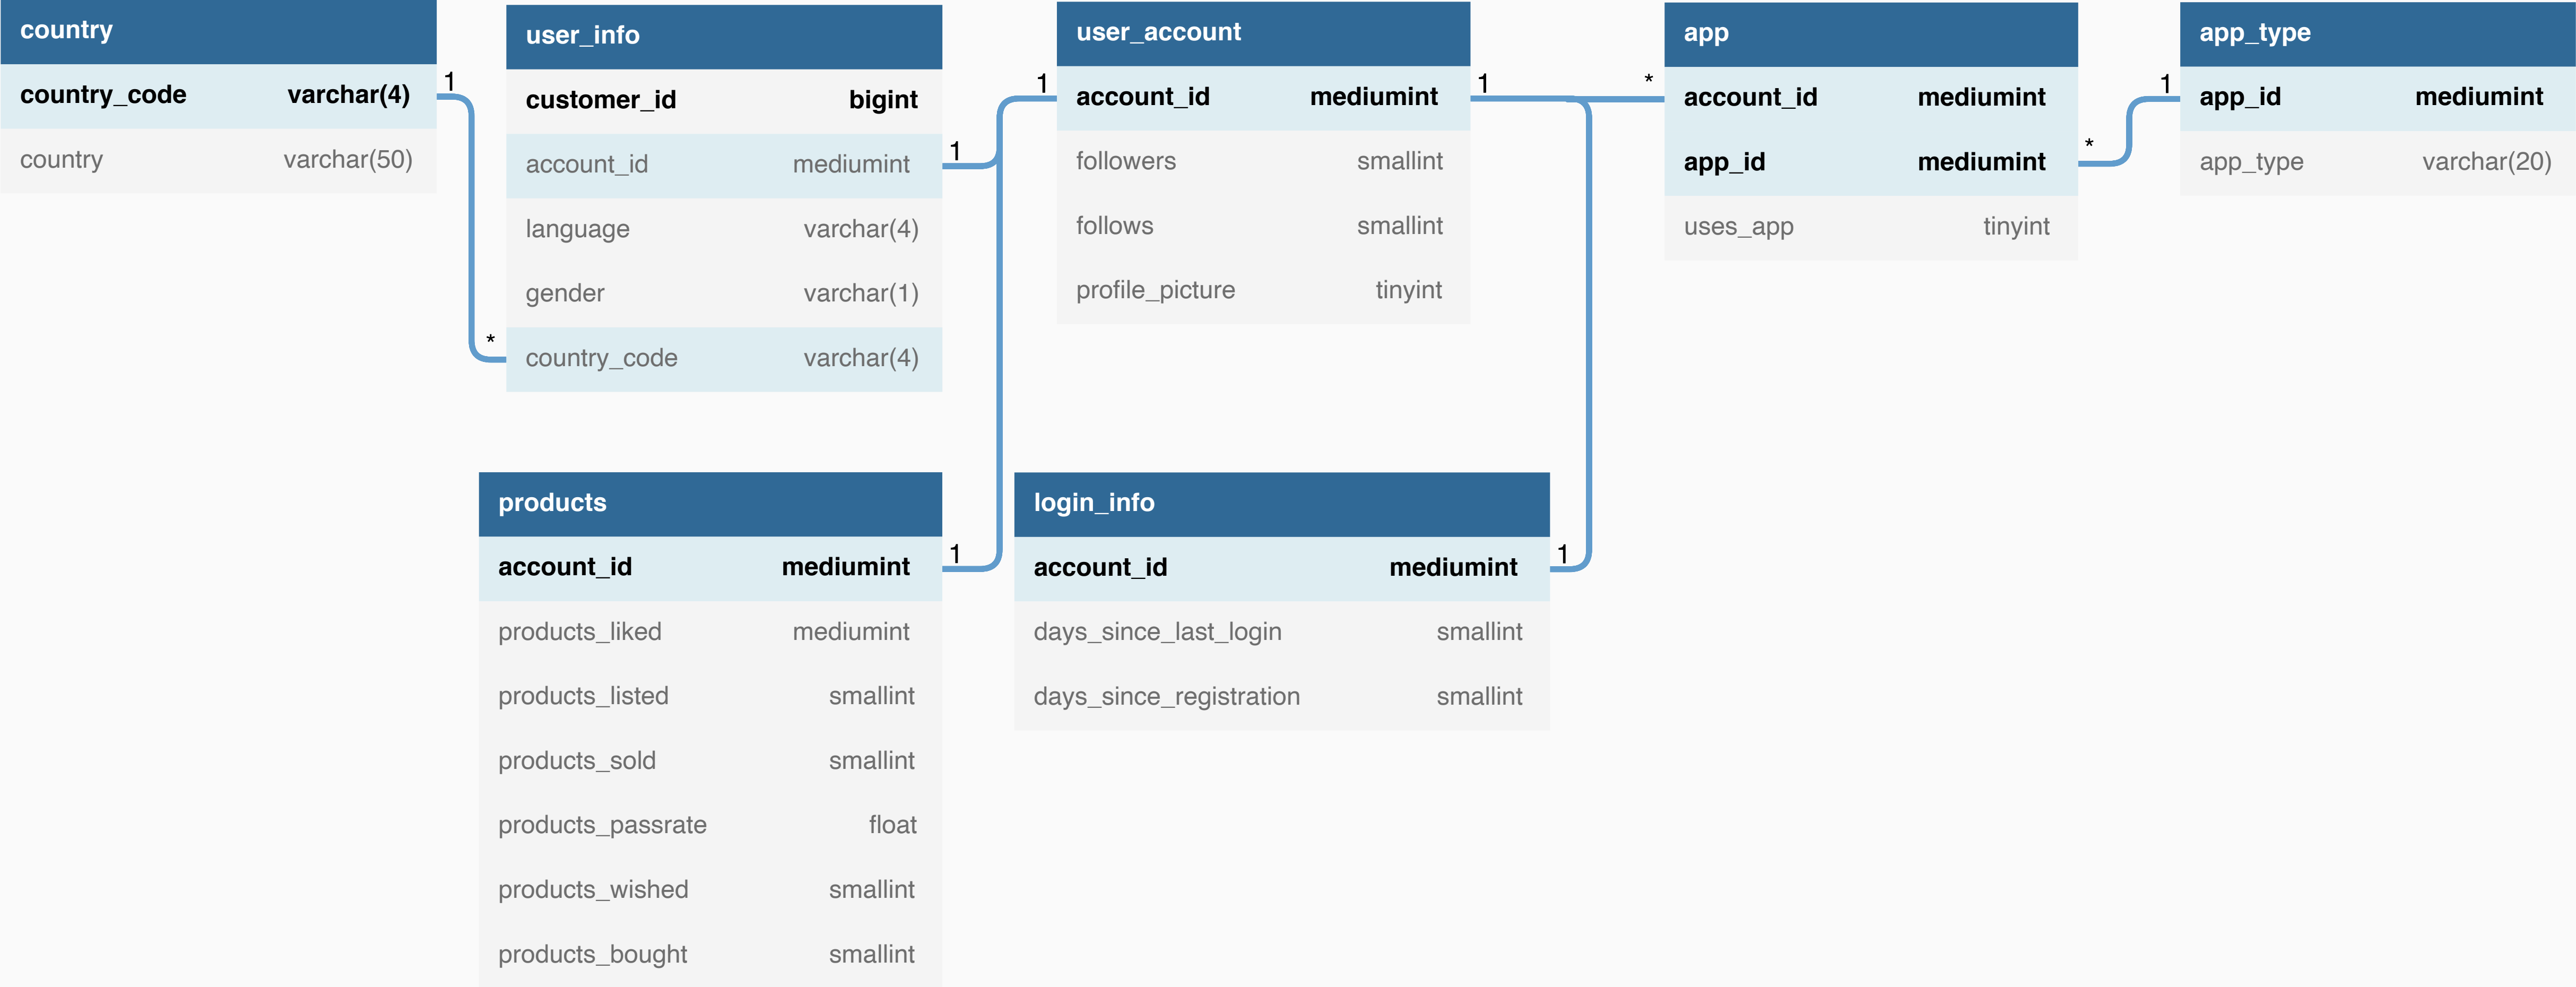 country
country_code varchar(4)
country varchar(50)
1
*
user_info
customer_id bigint
account_id mediumint
language varchar(4)
gender varchar(1)
country_code varchar(4)
1
1
user_account
account_id mediumint
followers smallint
follows smallint
profile_picture tinyint
1
*
app
account_id mediumint
app_id mediumint
uses_app tinyint
*
1
app_type
app_id mediumint
app_type varchar(20)
products
account_id mediumint
products_liked mediumint
products_listed smallint
products_sold smallint
products_passrate float
products_wished smallint
products_bought smallint
1
login_info
account_id mediumint
days_since_last_login smallint
days_since_registration smallint
1